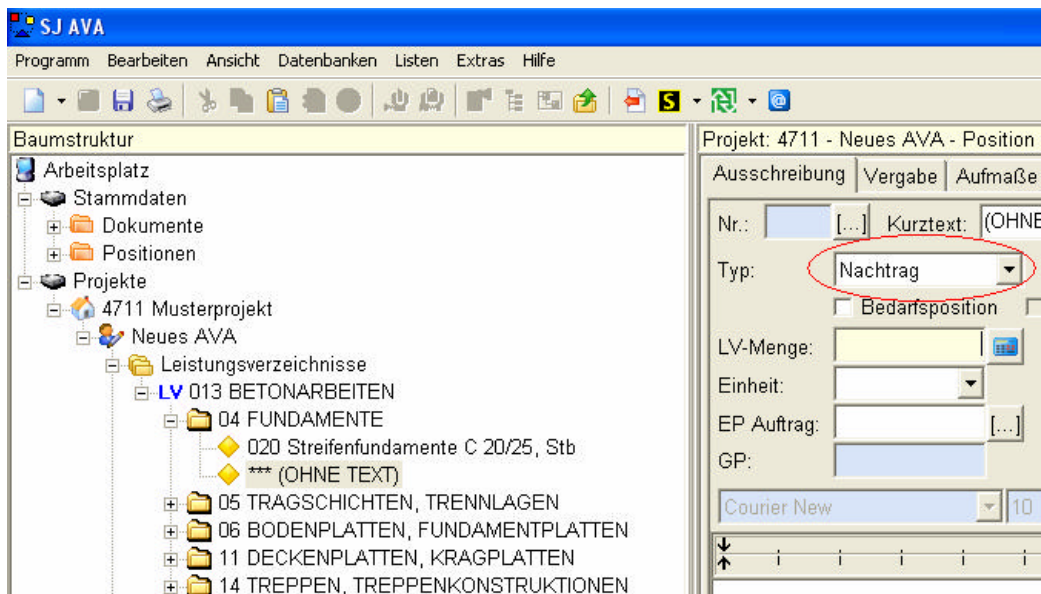 SJ AVA
Programm Bearbeiten Ansicht Datenbanken Listen Extras Hilfe
S
Baumstruktur
Arbeitsplatz
Stammdaten
Dokumente
Positionen
Projekte
4711 Musterprojekt
Neues AVA
Leistungsverzeichnisse
LV 013 BETONARBEITEN
04 FUNDAMENTE
020 Streifenfundamente C 20/25, Stb
*** (OHNE TEXT)
05 TRAGSCHICHTEN, TRENNLAGEN
06 BODENPLATTEN, FUNDAMENTPLATTEN
11 DECKENPLATTEN, KRAGPLATTEN
14 TREPPEN, TREPPENKONSTRUKTIONEN
Projekt: 4711 - Neues AVA - Position
Ausschreibung Vergabe Aufmaße
Nr.: [...] Kurztext: (OHNE
Typ: Nachtrag
Bedarfsposition
LV-Menge:
Einheit:
EP Auftrag: [...]
GP:
Courier New 10